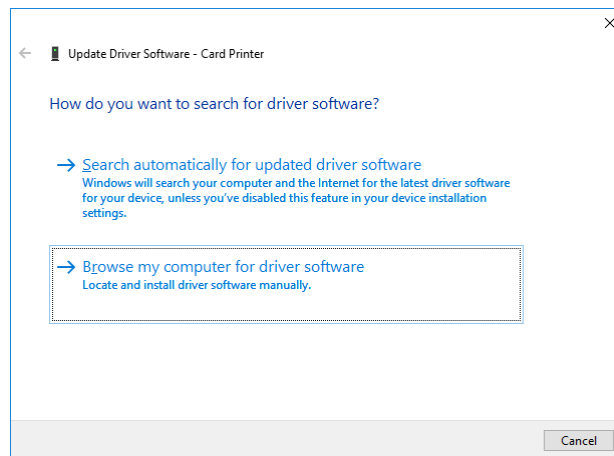 Update Driver Software - Card Printer
How do you want to search for driver software?
Search automatically for updated driver software
Windows will search your computer and the Internet for the latest driver software
for your device, unless you've disabled this feature in your device installation
settings.
Browse my computer for driver software
Locate and install driver software manually.
Cancel